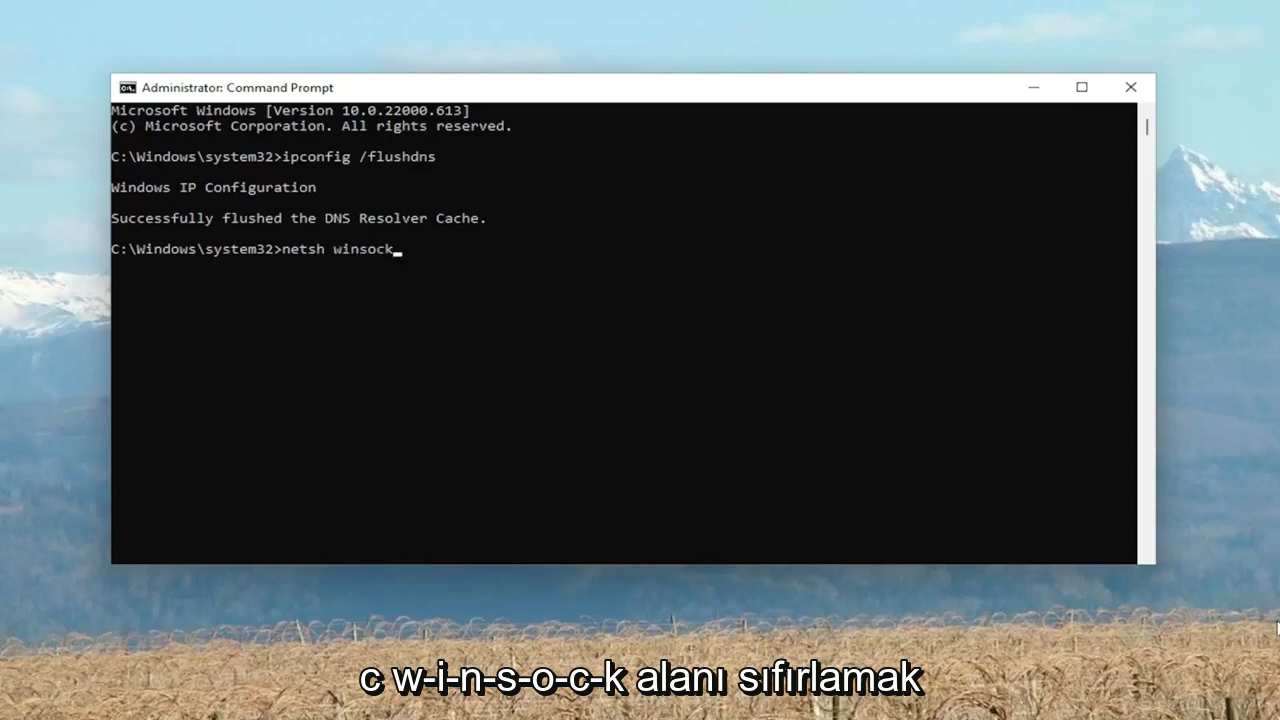 Administrator: Command Prompt
Microsoft Windows [Version 10.0.22000.613]
(c) Microsoft Corporation. All rights reserved.
C:\Windows\system32>ipconfig /flushdns
Windows IP Configuration
Successfully flushed the DNS Resolver Cache.
C:\Windows\system32>netsh winsock
c w-i-n-s-o-c-k alanı sıfırlamak